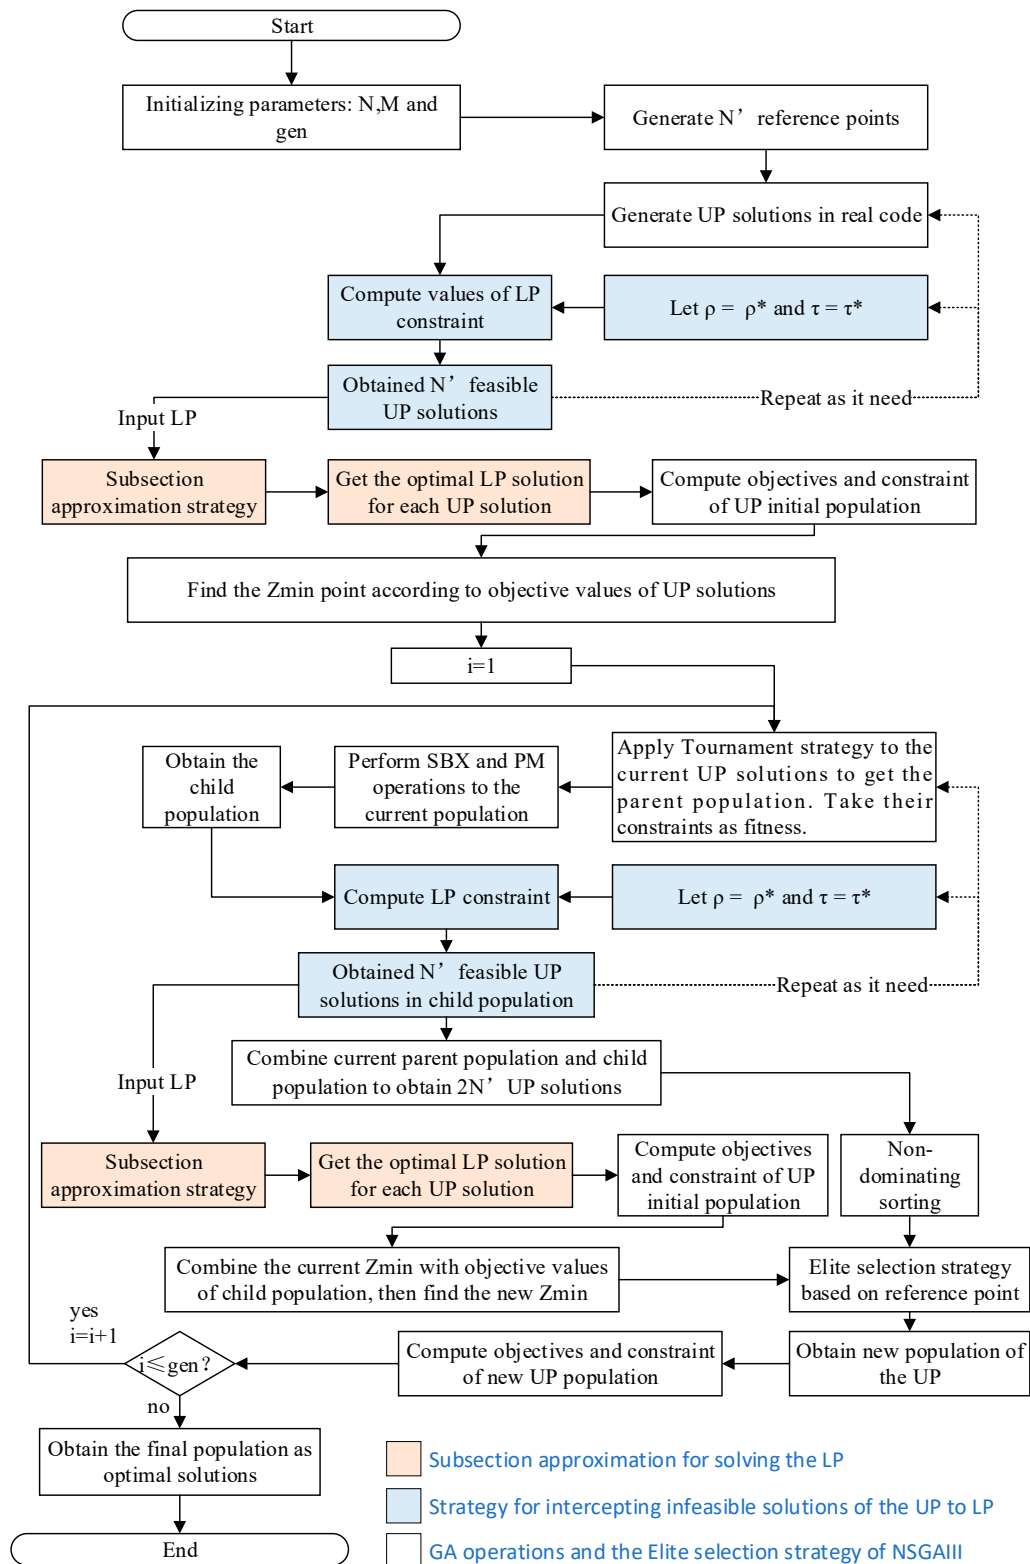 Start
Initializing parameters: N,M and
gen
Generate N’ reference points
Generate UP solutions in real code
Compute values of LP
constraint
Let ρ = ρ* and τ = τ*
Obtained N’ feasible
UP solutions
Repeat as it need
Input LP
Subsection
approximation strategy
Get the optimal LP solution
for each UP solution
Compute objectives and constraint
of UP initial population
Find the Zmin point according to objective values of UP solutions
i=1
Apply Tournament strategy to the
current UP solutions to get the
parent population. Take their
constraints as fitness.
Perform SBX and PM
operations to the
current population
Obtain the
child
population
Compute LP constraint
Let ρ = ρ* and τ = τ*
Obtained N’ feasible UP
solutions in child population
Repeat as it need
Combine current parent population and child
population to obtain 2N’ UP solutions
Input LP
Subsection
approximation strategy
Get the optimal LP solution
for each UP solution
Compute objectives
and constraint of UP
initial population
Non-
dominating
sorting
Combine the current Zmin with objective values
of child population, then find the new Zmin
Elite selection strategy
based on reference point
yes
i=i+1
i≤gen?
Compute objectives and constraint
of new UP population
Obtain new population of
the UP
no
Obtain the final population as
optimal solutions
End
Subsection approximation for solving the LP
Strategy for intercepting infeasible solutions of the UP to LP
GA operations and the Elite selection strategy of NSGAIII